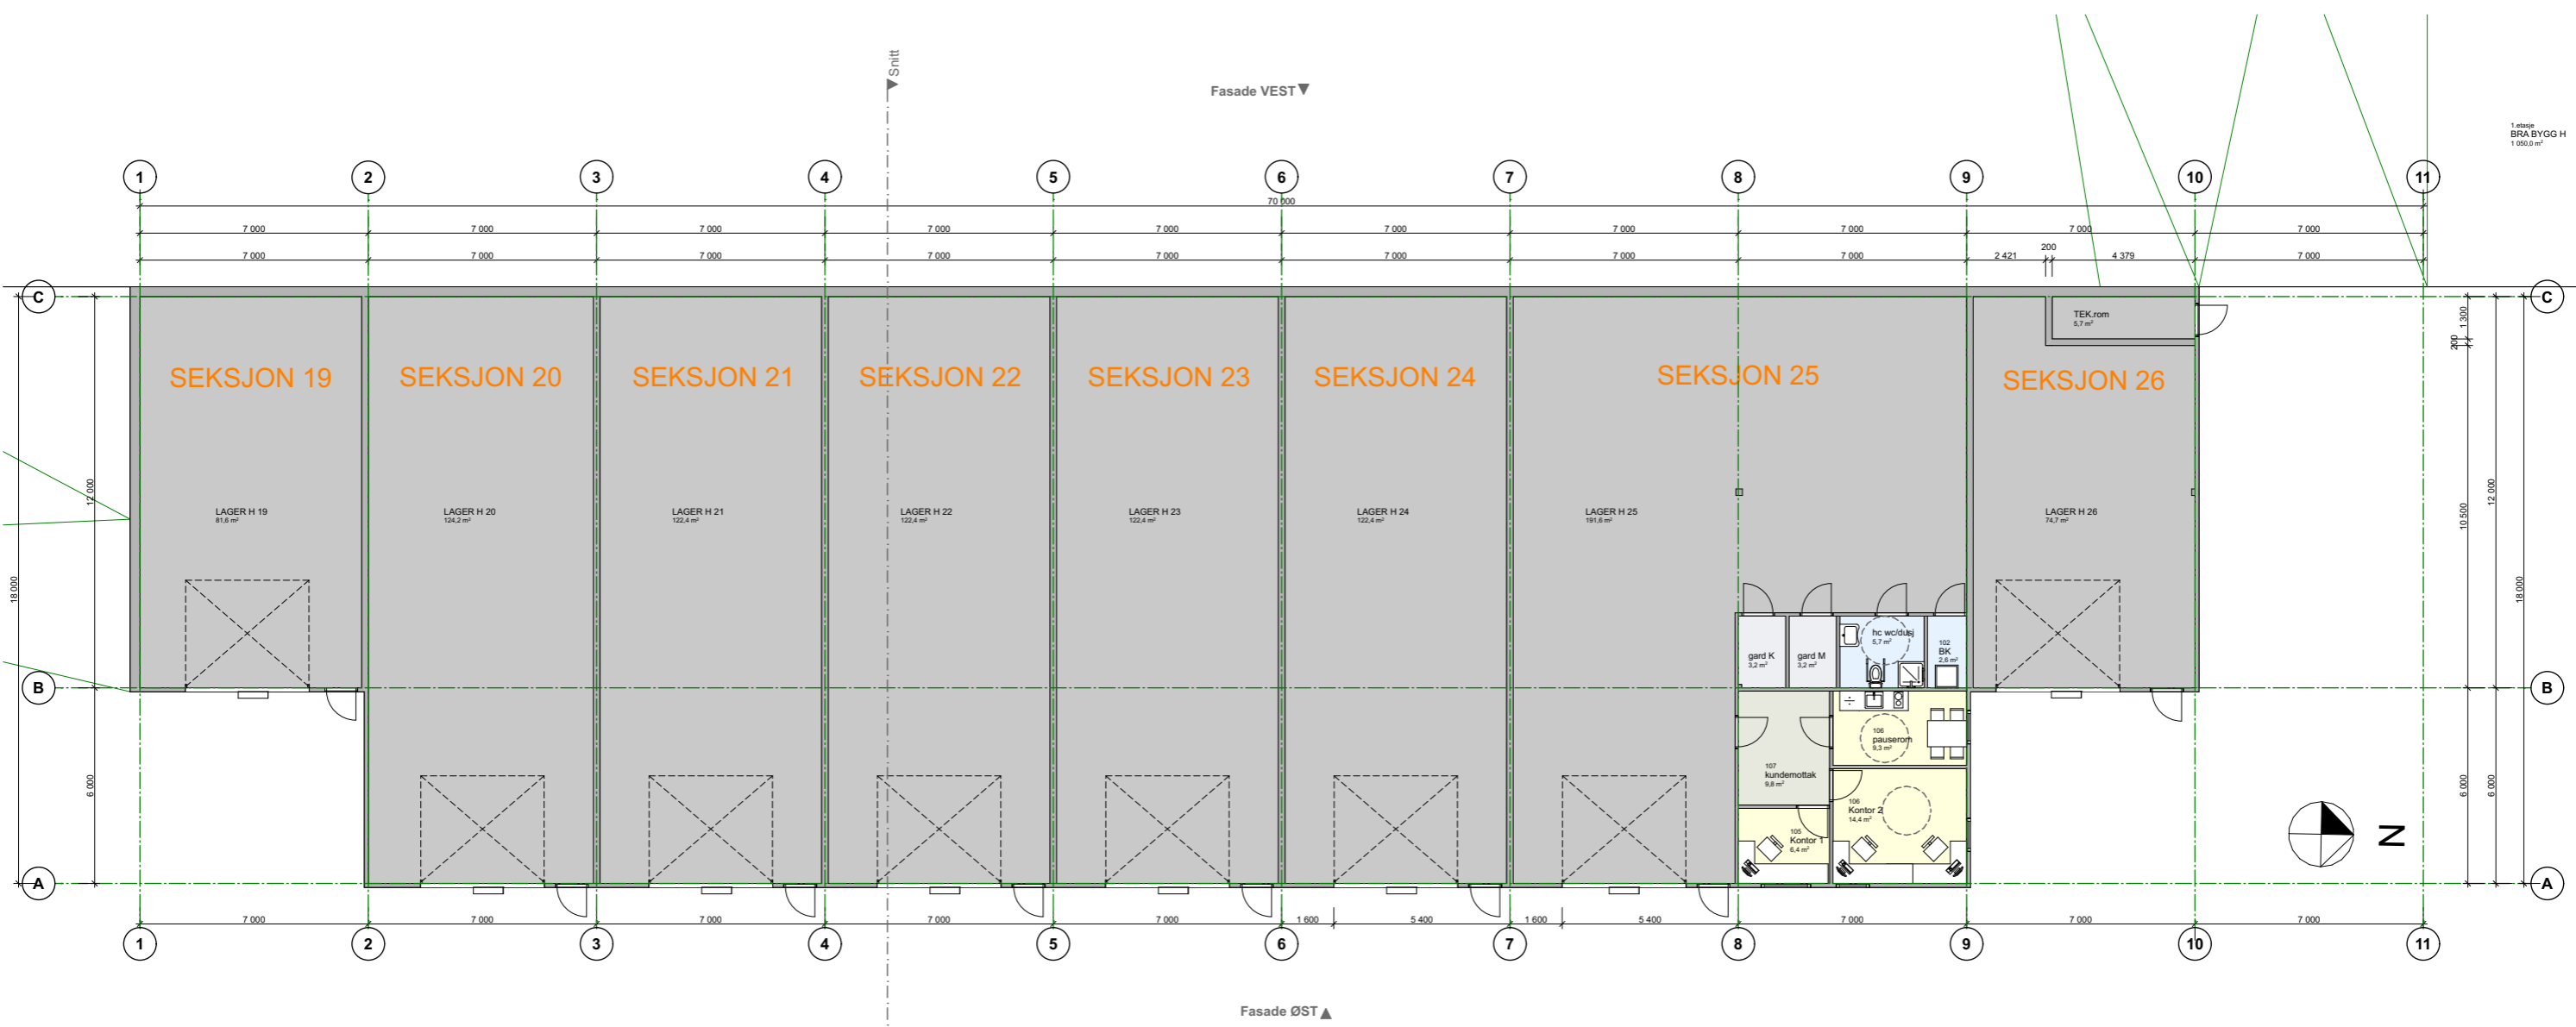 Snitt
Fasade VEST
1.etasje
BRA BYGG H
1 050,0 m²
1 2 3 4 5 6 7 8 9 10 11
70 000
7 000 7 000 7 000 7 000 7 000 7 000 7 000 7 000 7 000 7 000
200
7 000 7 000 7 000 7 000 7 000 7 000 7 000 7 000 2 421 4 379 7 000
C C
TEK.rom
5,7 m²
1 300
200
SEKSJON 19 SEKSJON 20 SEKSJON 21 SEKSJON 22 SEKSJON 23 SEKSJON 24 SEKSJON 25 SEKSJON 26
12 000
10 500
12 000
LAGER H 19
81,6 m²
LAGER H 20
124,2 m²
LAGER H 21
122,4 m²
LAGER H 22
122,4 m²
LAGER H 23
122,4 m²
LAGER H 24
122,4 m²
LAGER H 25
191,6 m²
LAGER H 26
74,7 m²
18 000
18 000
gard K
3,2 m²
gard M
3,2 m²
hc wc/dusj
5,7 m²
102
BK
2,6 m²
B B
106
pauserom
9,3 m²
107
kundemottak
9,8 m²
6 000
6 000
6 000
106
Kontor 2
14,4 m²
105
Kontor 1
6,4 m²
N
A A
7 000 7 000 7 000 7 000 7 000 1 600 5 400 1 600 5 400 7 000 7 000 7 000
1 2 3 4 5 6 7 8 9 10 11
Fasade ØST